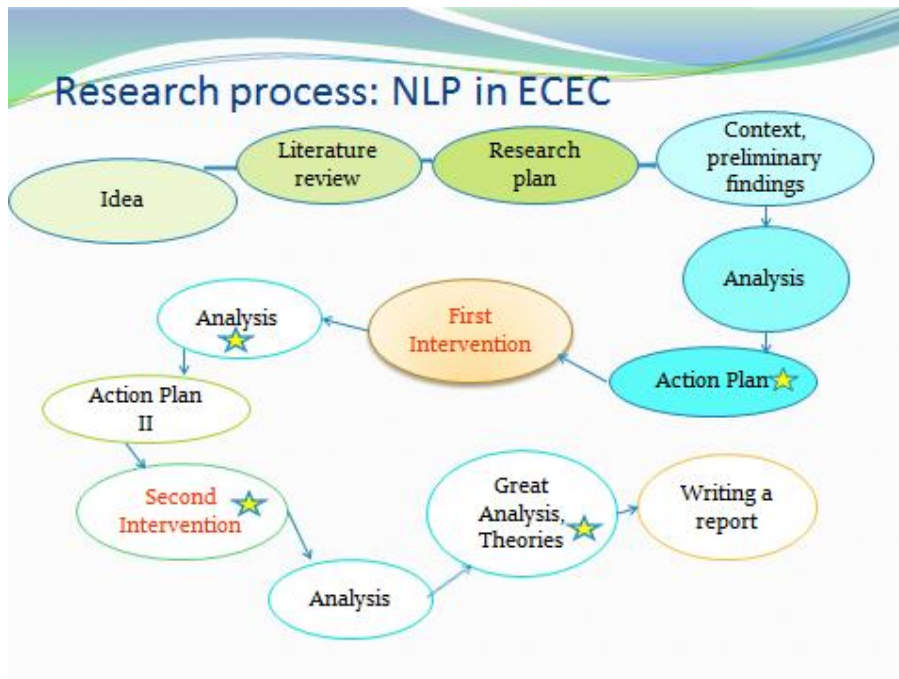 Research process: NLP in ECEC
Idea
Literature
review
Research
plan
Context,
preliminary
findings
Analysis
Action Plan
First
Intervention
Analysis
Action Plan
II
Second
Intervention
Analysis
Great
Analysis,
Theories
Writing a
report